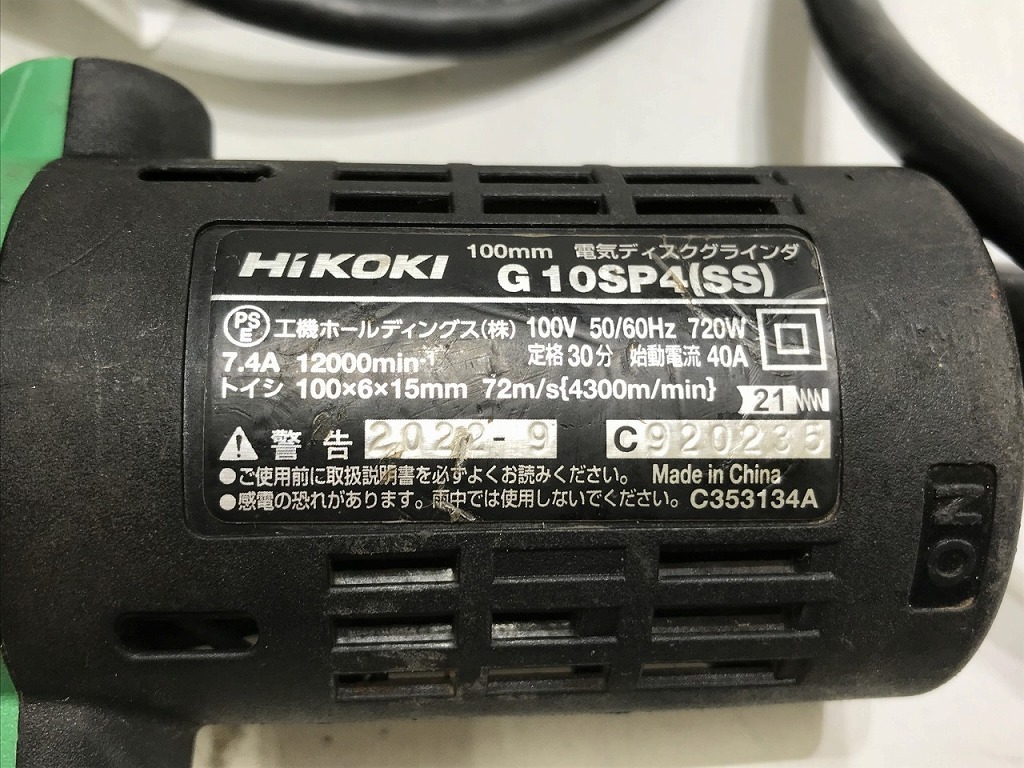 100mm 電気ディスクグラインダ
HiKOKI G 10SP4(SS)
PSE 工機ホールディングス(株) 100V 50/60Hz 720W
7.4A 12000min⁻¹ 定格30分 始動電流 40A
トイシ 100×6×15mm 72m/s{4300m/min} 21
警告 2022-9 C920235
●ご使用前に取扱説明書を必ずよくお読みください。 Made in China
●感電の恐れがあります。雨中では使用しないでください。 C353134A
ON